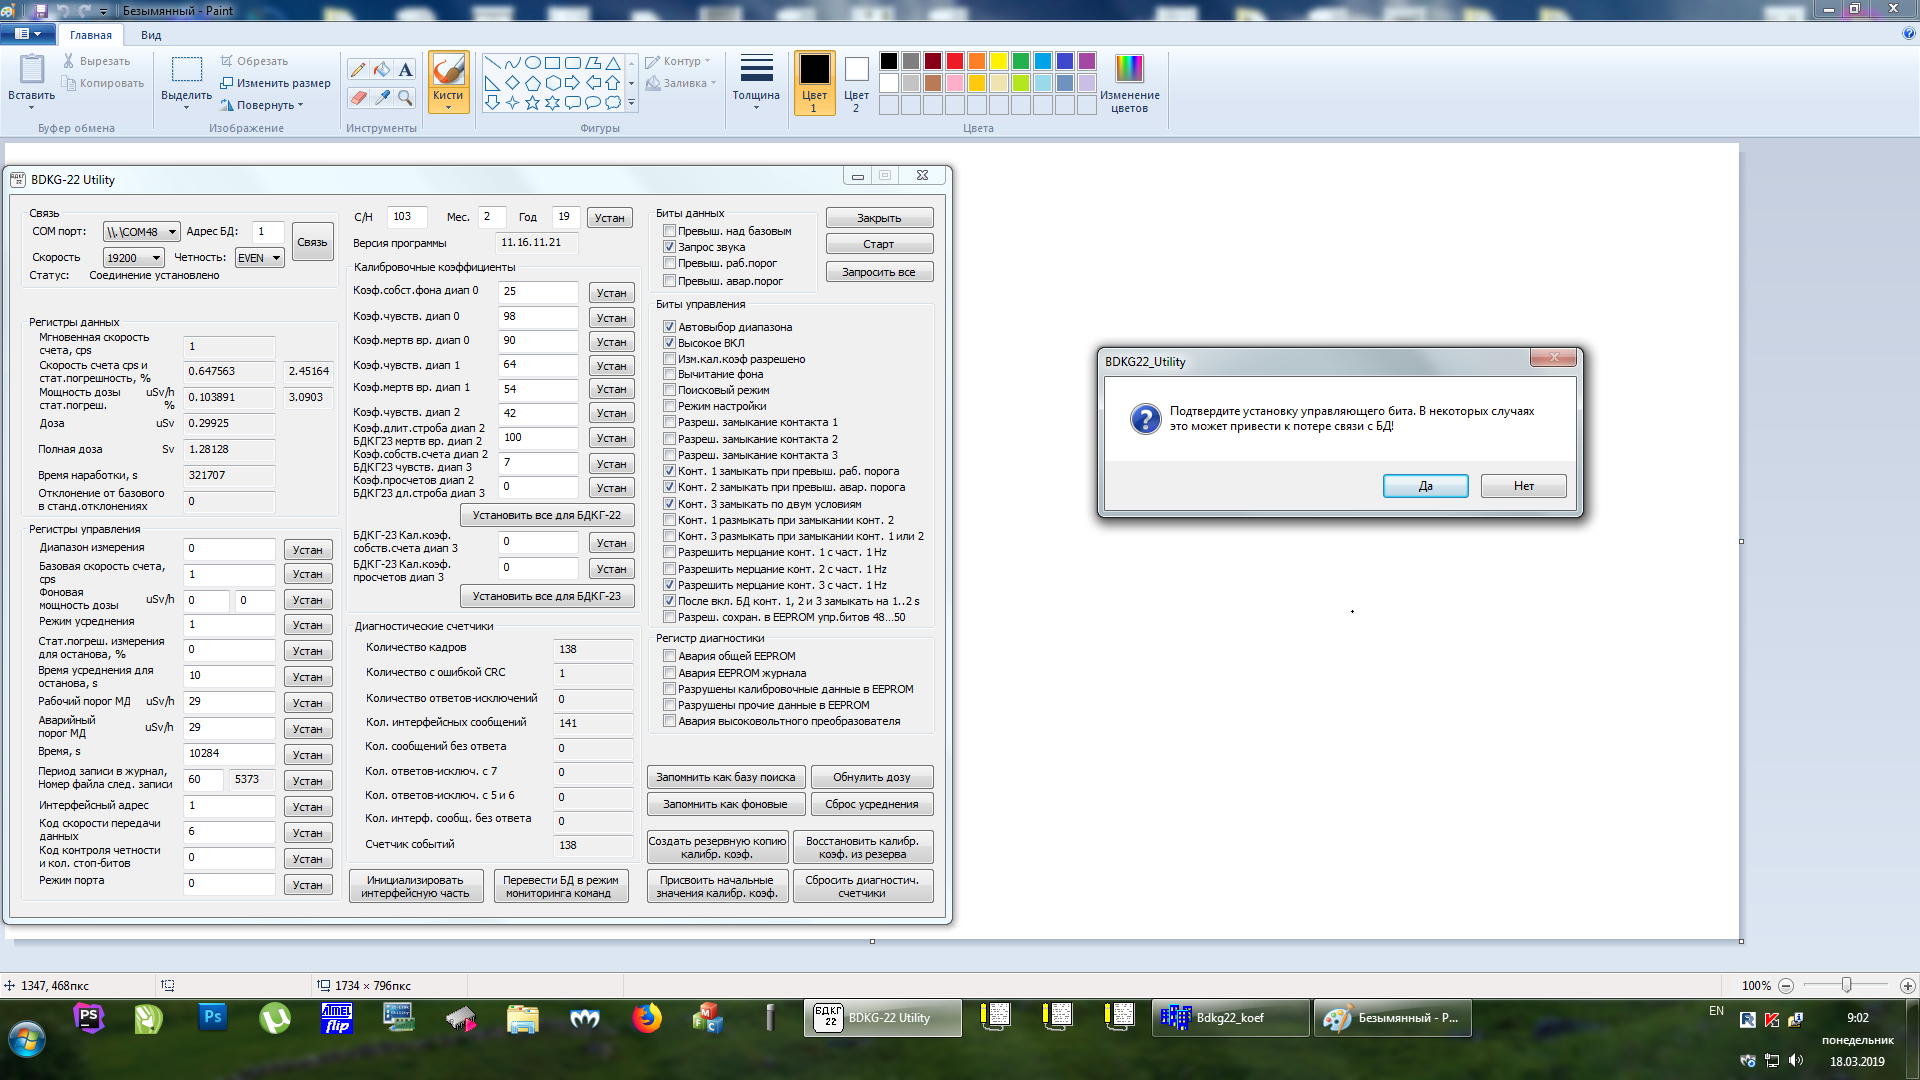 Безымянный - Paint
Главная
Вид
Вставить
Вырезать
Копировать
Буфер обмена
Выделить
Обрезать
Изменить размер
Повернуть
Изображение
Инструменты
Кисти
Фигуры
Контур
Заливка
Толщина
Цвет 1
Цвет 2
Изменение цветов
Цвета
BDKG-22 Utility
Связь
COM порт: \\.\COM48 Адрес БД: 1
Связь
Скорость 19200 Четность: EVEN
Статус: Соединение установлено
Регистры данных
Мгновенная скорость счета, cps 1
Скорость счета cps и стат.погрешность, % 0.647563 2.45164
Мощность дозы uSv/h стат.погреш. % 0.103891 3.0903
Доза uSv 0.29925
Полная доза Sv 1.28128
Время наработки, s 321707
Отклонение от базового в станд.отклонениях 0
Регистры управления
Диапазон измерения 0 Устан
Базовая скорость счета, cps 1 Устан
Фоновая мощность дозы uSv/h 0 0 Устан
Режим усреднения 1 Устан
Стат.погреш. измерения для останова, % 0 Устан
Время усреднения для останова, s 10 Устан
Рабочий порог МД uSv/h 29 Устан
Аварийный порог МД uSv/h 29 Устан
Время, s 10284 Устан
Период записи в журнал, Номер файла след. записи 60 5373 Устан
Интерфейсный адрес 1 Устан
Код скорости передачи данных 6 Устан
Код контроля четности и кол. стоп-битов 0 Устан
Режим порта 0 Устан
С/Н 103 Мес. 2 Год 19 Устан
Версия программы 11.16.11.21
Калибровочные коэффициенты
Коэф.собст.фона диап 0 25 Устан
Коэф.чувств. диап 0 98 Устан
Коэф.мертв вр. диап 0 90 Устан
Коэф.чувств. диап 1 64 Устан
Коэф.мертв вр. диап 1 54 Устан
Коэф.чувств. диап 2 42 Устан
Коэф.длит.строба диап 2 БДКГ23 мертв вр. диап 2 100 Устан
Коэф.собств.счета диап 2 БДКГ23 чувств. диап 3 7 Устан
Коэф.просчетов диап 2 БДКГ23 дл.строба диап 3 0 Устан
Установить все для БДКГ-22
БДКГ-23 Кал.коэф. собств.счета диап 3 0 Устан
БДКГ-23 Кал.коэф. просчетов диап 3 0 Устан
Установить все для БДКГ-23
Диагностические счетчики
Количество кадров 138
Количество с ошибкой CRC 1
Количество ответов-исключений 0
Кол. интерфейсных сообщений 141
Кол. сообщений без ответа 0
Кол. ответов-исключ. с 7 0
Кол. ответов-исключ. с 5 и 6 0
Кол. интерф. сообщ. без ответа 0
Счетчик событий 138
Инициализировать интерфейсную часть
Перевести БД в режим мониторинга команд
Биты данных
Превыш. над базовым
Запрос звука
Превыш. раб.порог
Превыш. авар.порог
Закрыть
Старт
Запросить все
Биты управления
Автовыбор диапазона
Высокое ВКЛ
Изм.кал.коэф разрешено
Вычитание фона
Поисковый режим
Режим настройки
Разреш. замыкание контакта 1
Разреш. замыкание контакта 2
Разреш. замыкание контакта 3
Конт. 1 замыкать при превыш. раб. порога
Конт. 2 замыкать при превыш. авар. порога
Конт. 3 замыкать по двум условиям
Конт. 1 размыкать при замыкании конт. 2
Конт. 3 размыкать при замыкании конт. 1 или 2
Разрешить мерцание конт. 1 с част. 1 Hz
Разрешить мерцание конт. 2 с част. 1 Hz
Разрешить мерцание конт. 3 с част. 1 Hz
После вкл. БД конт. 1, 2 и 3 замыкать на 1..2 s
Разреш. сохран. в EEPROM упр.битов 48...50
Регистр диагностики
Авария общей EEPROM
Авария EEPROM журнала
Разрушены калибровочные данные в EEPROM
Разрушены прочие данные в EEPROM
Авария высоковольтного преобразователя
Запомнить как базу поиска
Обнулить дозу
Запомнить как фоновые
Сброс усреднения
Создать резервную копию калибр. коэф.
Восстановить калибр. коэф. из резерва
Присвоить начальные значения калибр. коэф.
Сбросить диагностич. счетчики
BDKG22_Utility
Подтвердите установку управляющего бита. В некоторых случаях
это может привести к потере связи с БД!
Да
Нет
1347, 468пкс
1734 × 796пкс
100%
BDKG-22 Utility
Bdkg22_koef
Безымянный - P...
EN
9:02
понедельник
18.03.2019